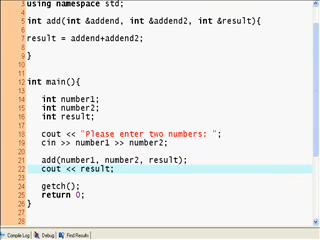 3 using namespace std;
4
5 int add(int &addend, int &addend2, int &result){
6
7 result = addend+addend2;
8
9 }
10
11
12 int main(){
13
14 int number1;
15 int number2;
16 int result;
17
18 cout << "Please enter two numbers: ";
19 cin >> number1 >> number2;
20
21 add(number1, number2, result);
22 cout << result;
23
24 getch();
25 return 0;
26 }
27
28
Compile Log Debug Find Results